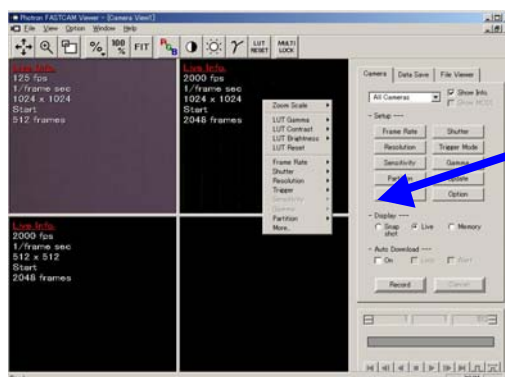 Photron FASTCAM Viewer - [Camera View1]
File View Option Window Help
% 100 % FIT LUT RESET MULTI LOCK
Live Info.
125 fps
1/frame sec
1024 x 1024
Start
512 frames
Live Info.
2000 fps
1/frame sec
1024 x 1024
Start
2048 frames
Zoom Scale
LUT Gamma
LUT Contrast
LUT Brightness
LUT Reset
Frame Rate
Shutter
Resolution
Trigger
Sensitivity
Gamma
Partition
More..
Live Info.
2000 fps
1/frame sec
512 x 512
Start
2048 frames
Camera Data Save File Viewer
All Cameras Show Info.
- Setup ---
Frame Rate Shutter
Resolution Trigger Mode
Sensitivity Gamma
Option
- Display ----
Snap shot Live Memory
- Auto Download ----
On
Record Cancel